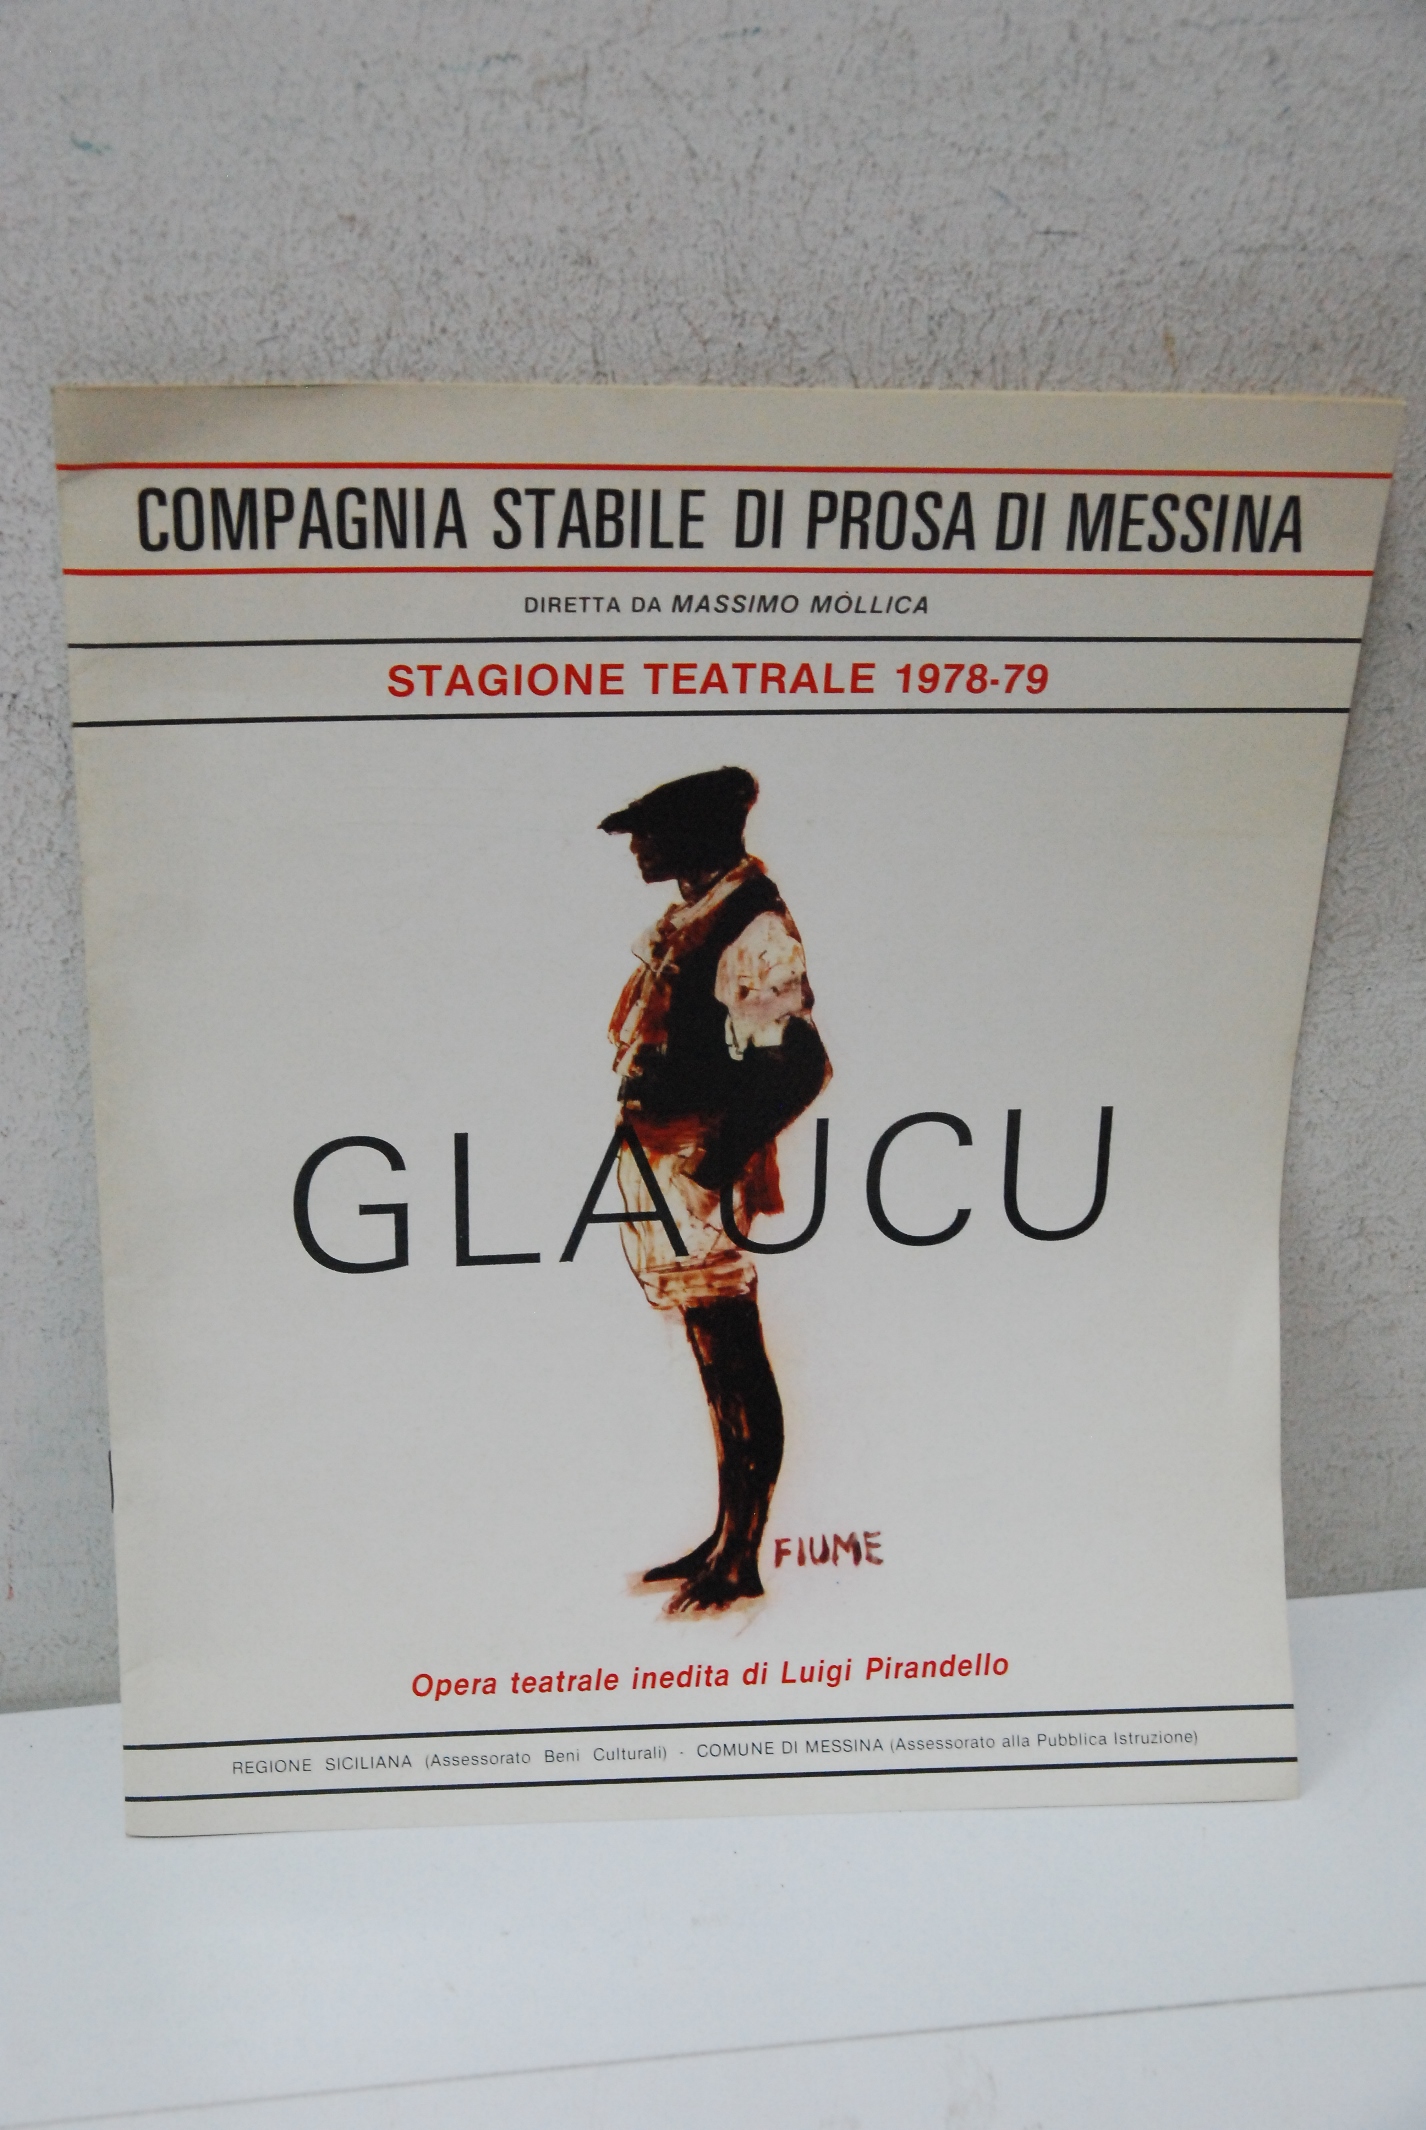 COMPAGNIA STABILE DI PROSA DI MESSINA
DIRETTA DA MASSIMO MÒLLICA
STAGIONE TEATRALE 1978-79
GLAUCU
FIUME
Opera teatrale inedita di Luigi Pirandello
REGIONE SICILIANA (Assessorato Beni Culturali) - COMUNE DI MESSINA (Assessorato alla Pubblica Istruzione)